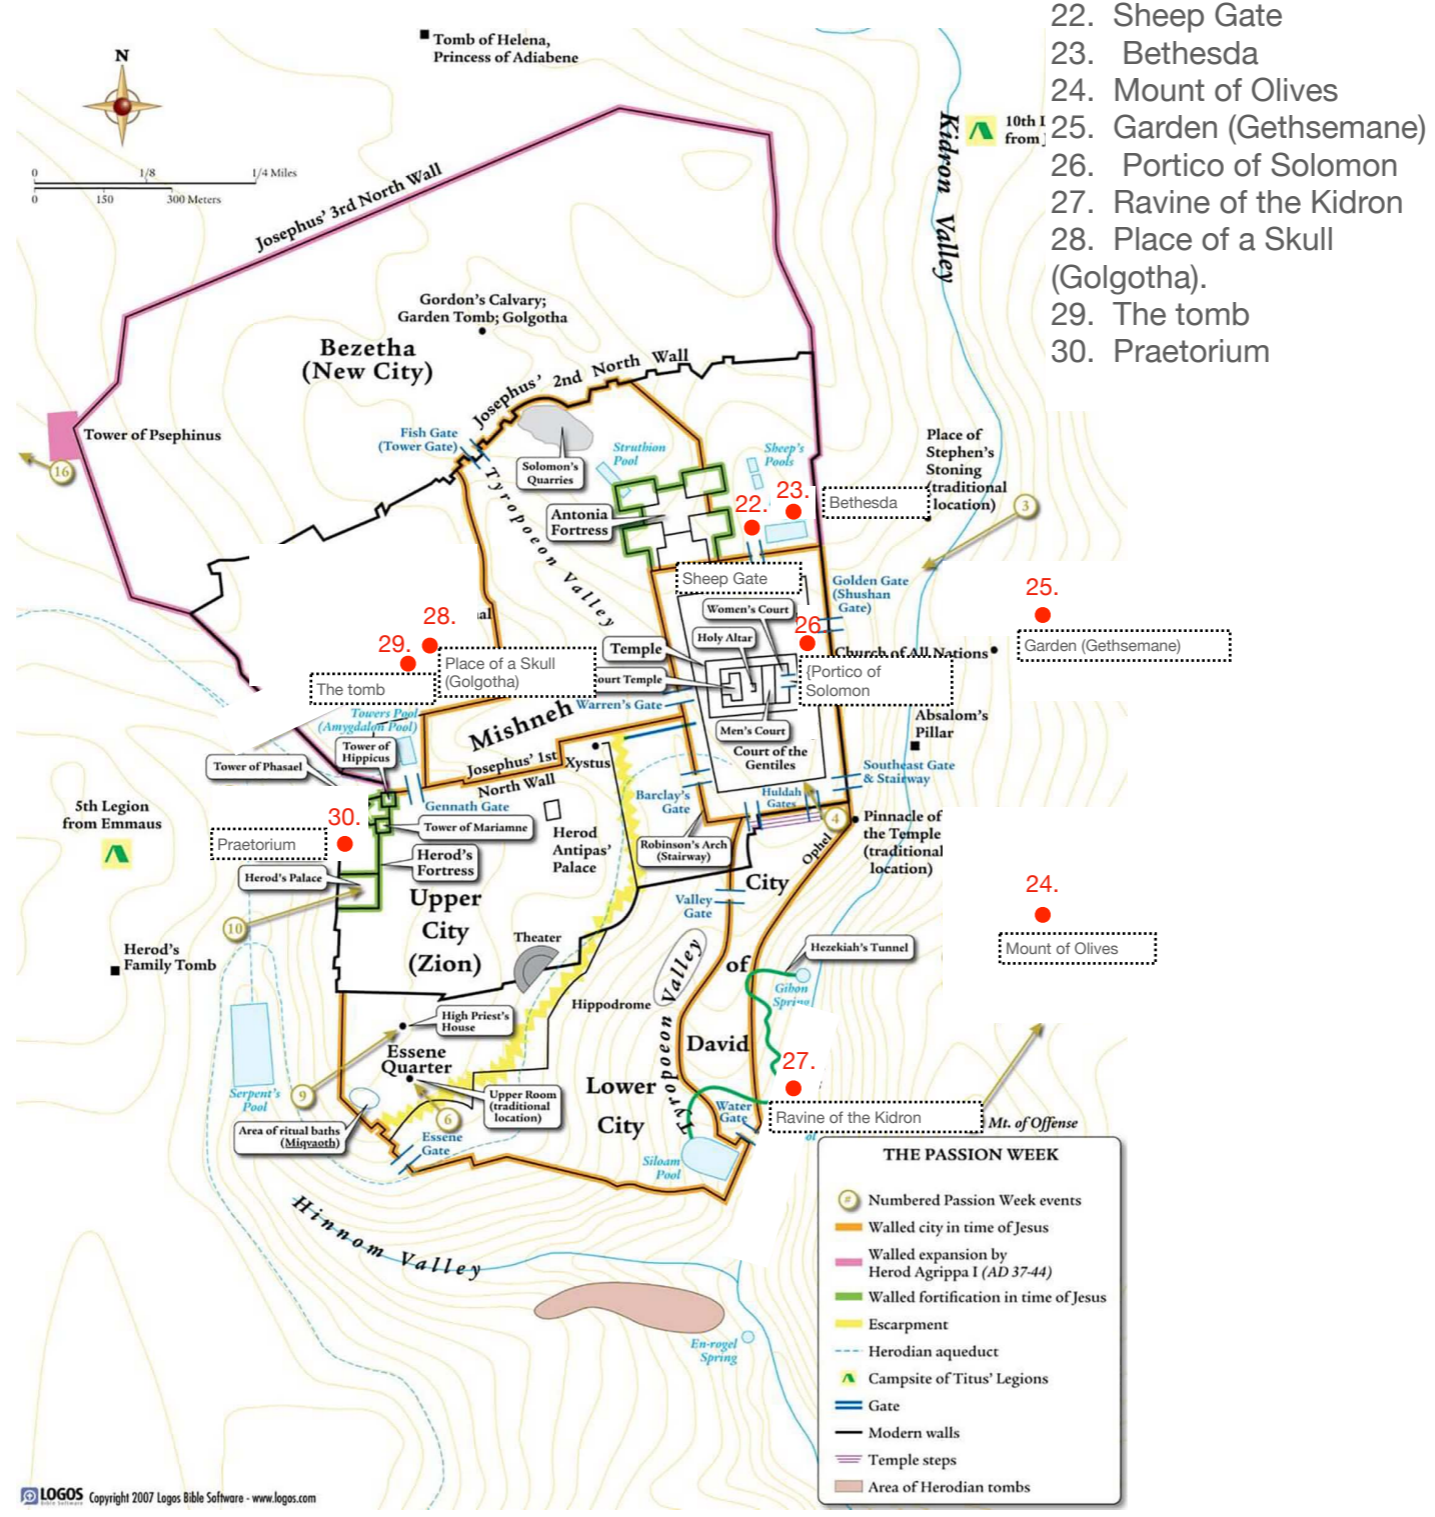 22. Sheep Gate
23. Bethesda
24. Mount of Olives
25. Garden (Gethsemane)
26. Portico of Solomon
27. Ravine of the Kidron
28. Place of a Skull
(Golgotha).
29. The tomb
30. Praetorium
Tomb of Helena,
Princess of Adiabene
N
0 1/8 1/4 Miles
0 150 300 Meters
Josephus' 3rd North Wall
Kidron Valley
10th
from
Gordon's Calvary;
Garden Tomb; Golgotha
Bezetha
(New City)
Josephus' 2nd North Wall
Tower of Psephinus
16
Fish Gate
(Tower Gate)
Solomon's
Quarries
Struthion
Pool
Sheep's
Pools
Place of
Stephen's
Stoning
(traditional
location)
3
Tyropoeon Valley
Antonia
Fortress
22.
23.
Bethesda
Sheep Gate
Golden Gate
(Shushan
Gate)
25.
Garden (Gethsemane)
Women's Court
Holy Altar
26
Temple
Church of All Nations
28.
29.
Place of a Skull
(Golgotha)
The tomb
ourt Temple
{Portico of
Solomon
Warren's Gate
Men's Court
Court of the
Gentiles
Absalom's
Pillar
Towers Pool
(Amygdalon Pool)
Mishneh
Tower of
Hippicus
Tower of Phasael
Josephus' 1st
North Wall
Xystus
Southeast Gate
& Stairway
Barclay's
Gate
Huldah
Gates
5th Legion
from Emmaus
Gennath Gate
30.
Praetorium
Tower of Mariamne
Herod
Antipas'
Palace
Robinson's Arch
(Stairway)
4
Ophel
Pinnacle of
the Temple
(traditional
location)
Herod's
Fortress
Herod's Palace
Upper
City
(Zion)
City
of
David
Valley
Gate
24.
Mount of Olives
10
Herod's
Family Tomb
Theater
Hezekiah's Tunnel
Gihon
Spring
Hippodrome
Tyropoeon Valley
High Priest's
House
Essene
Quarter
Serpent's
Pool
9
6
Upper Room
(traditional
location)
Lower
City
27.
Ravine of the Kidron
Water
Gate
Mt. of Offense
Area of ritual baths
(Miqvaoth)
Essene
Gate
Siloam
Pool
ol
Hinnom Valley
En-rogel
Spring
THE PASSION WEEK
# Numbered Passion Week events
Walled city in time of Jesus
Walled expansion by
Herod Agrippa I (AD 37-44)
Walled fortification in time of Jesus
Escarpment
Herodian aqueduct
Campsite of Titus' Legions
Gate
Modern walls
Temple steps
Area of Herodian tombs
LOGOS
Bible Software
Copyright 2007 Logos Bible Software - www.logos.com